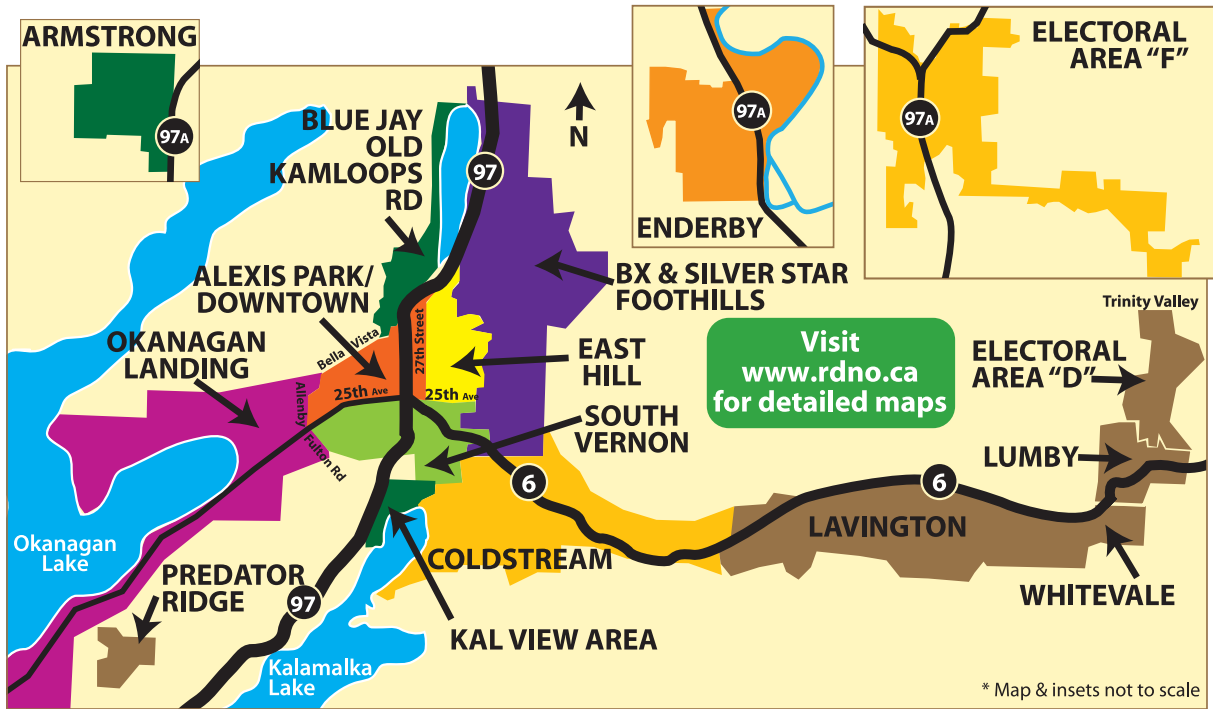 ARMSTRONG
97A
BLUE JAY
OLD
KAMLOOPS
RD
97
N
97A
ENDERBY
ELECTORAL
AREA “F”
97A
ALEXIS PARK/
DOWNTOWN
BX & SILVER STAR
FOOTHILLS
Trinity Valley
OKANAGAN
LANDING
Bella Vista
27th Street
EAST
HILL
Visit
www.rdno.ca
for detailed maps
ELECTORAL
AREA “D”
Allenby
25th Ave
25th Ave
SOUTH
VERNON
Fulton Rd
LUMBY
6
6
LAVINGTON
Okanagan
Lake
COLDSTREAM
PREDATOR
RIDGE
97
WHITEVALE
KAL VIEW AREA
Kalamalka
Lake
* Map & insets not to scale